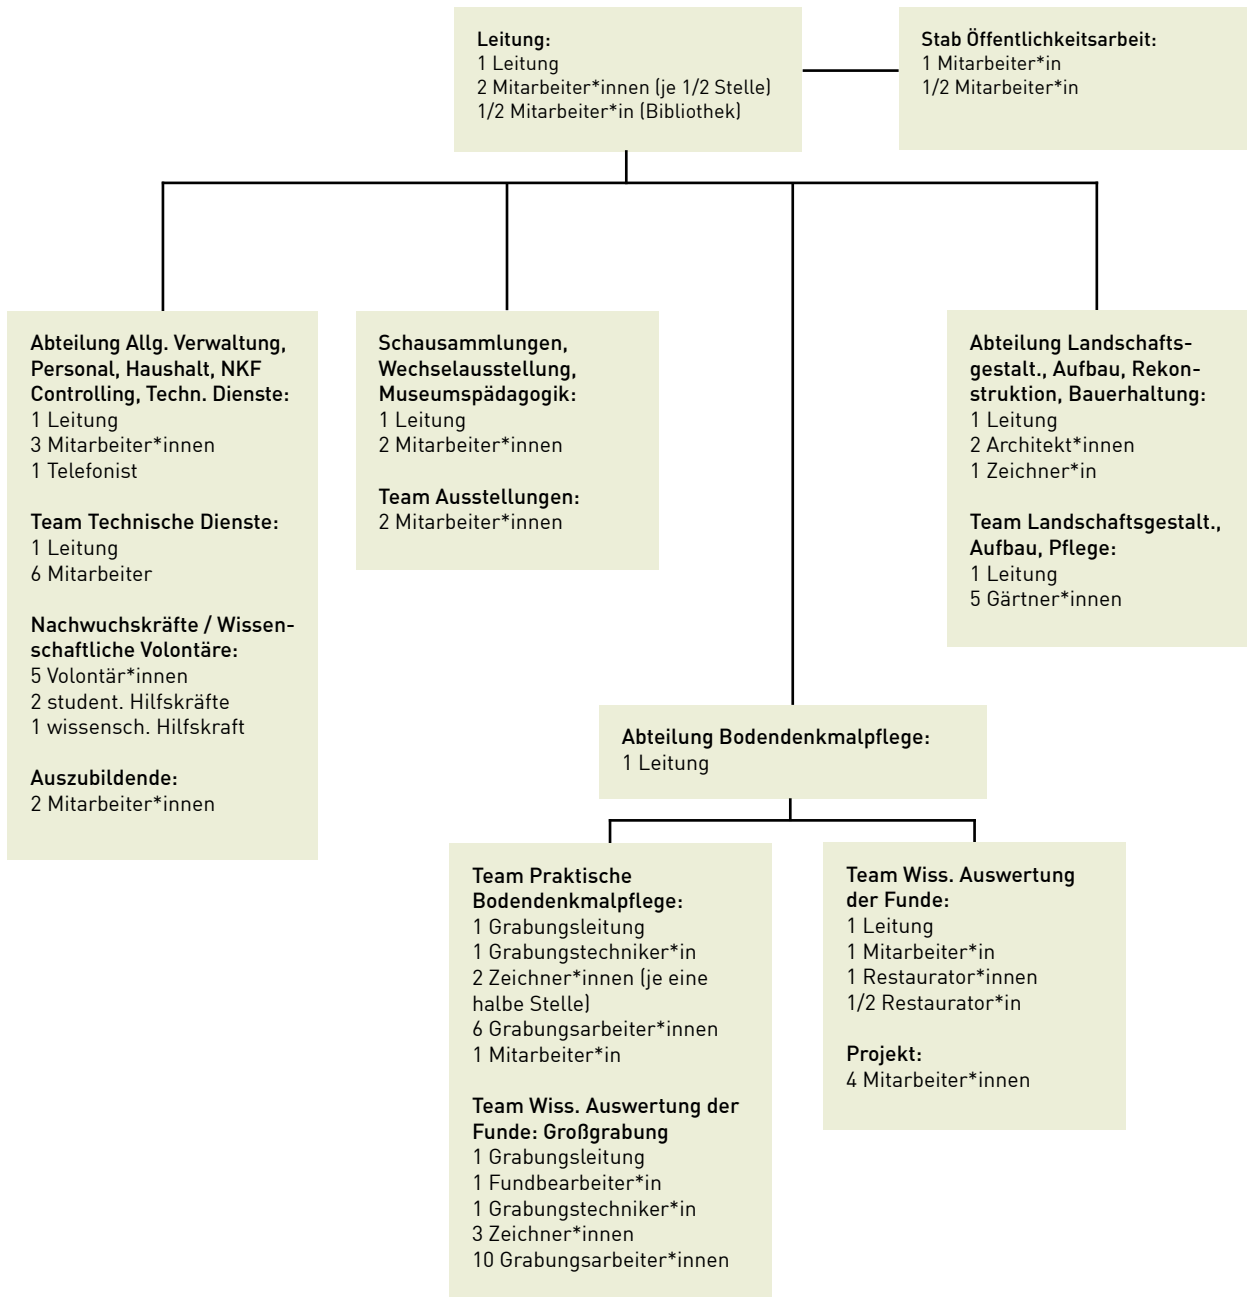 Leitung:
1 Leitung
2 Mitarbeiter*innen (je 1/2 Stelle)
1/2 Mitarbeiter*in (Bibliothek)
Stab Öffentlichkeitsarbeit:
1 Mitarbeiter*in
1/2 Mitarbeiter*in
Abteilung Allg. Verwaltung,
Personal, Haushalt, NKF
Controlling, Techn. Dienste:
1 Leitung
3 Mitarbeiter*innen
1 Telefonist
Team Technische Dienste:
1 Leitung
6 Mitarbeiter
Nachwuchskräfte / Wissen-
schaftliche Volontäre:
5 Volontär*innen
2 student. Hilfskräfte
1 wissensch. Hilfskraft
Auszubildende:
2 Mitarbeiter*innen
Schausammlungen,
Wechselausstellung,
Museumspädagogik:
1 Leitung
2 Mitarbeiter*innen
Team Ausstellungen:
2 Mitarbeiter*innen
Abteilung Landschafts-
gestalt., Aufbau, Rekon-
struktion, Bauerhaltung:
1 Leitung
2 Architekt*innen
1 Zeichner*in
Team Landschaftsgestalt.,
Aufbau, Pflege:
1 Leitung
5 Gärtner*innen
Abteilung Bodendenkmalpflege:
1 Leitung
Team Praktische
Bodendenkmalpflege:
1 Grabungsleitung
1 Grabungstechniker*in
2 Zeichner*innen (je eine
halbe Stelle)
6 Grabungsarbeiter*innen
1 Mitarbeiter*in
Team Wiss. Auswertung der
Funde: Großgrabung
1 Grabungsleitung
1 Fundbearbeiter*in
1 Grabungstechniker*in
3 Zeichner*innen
10 Grabungsarbeiter*innen
Team Wiss. Auswertung
der Funde:
1 Leitung
1 Mitarbeiter*in
1 Restaurator*innen
1/2 Restaurator*in
Projekt:
4 Mitarbeiter*innen